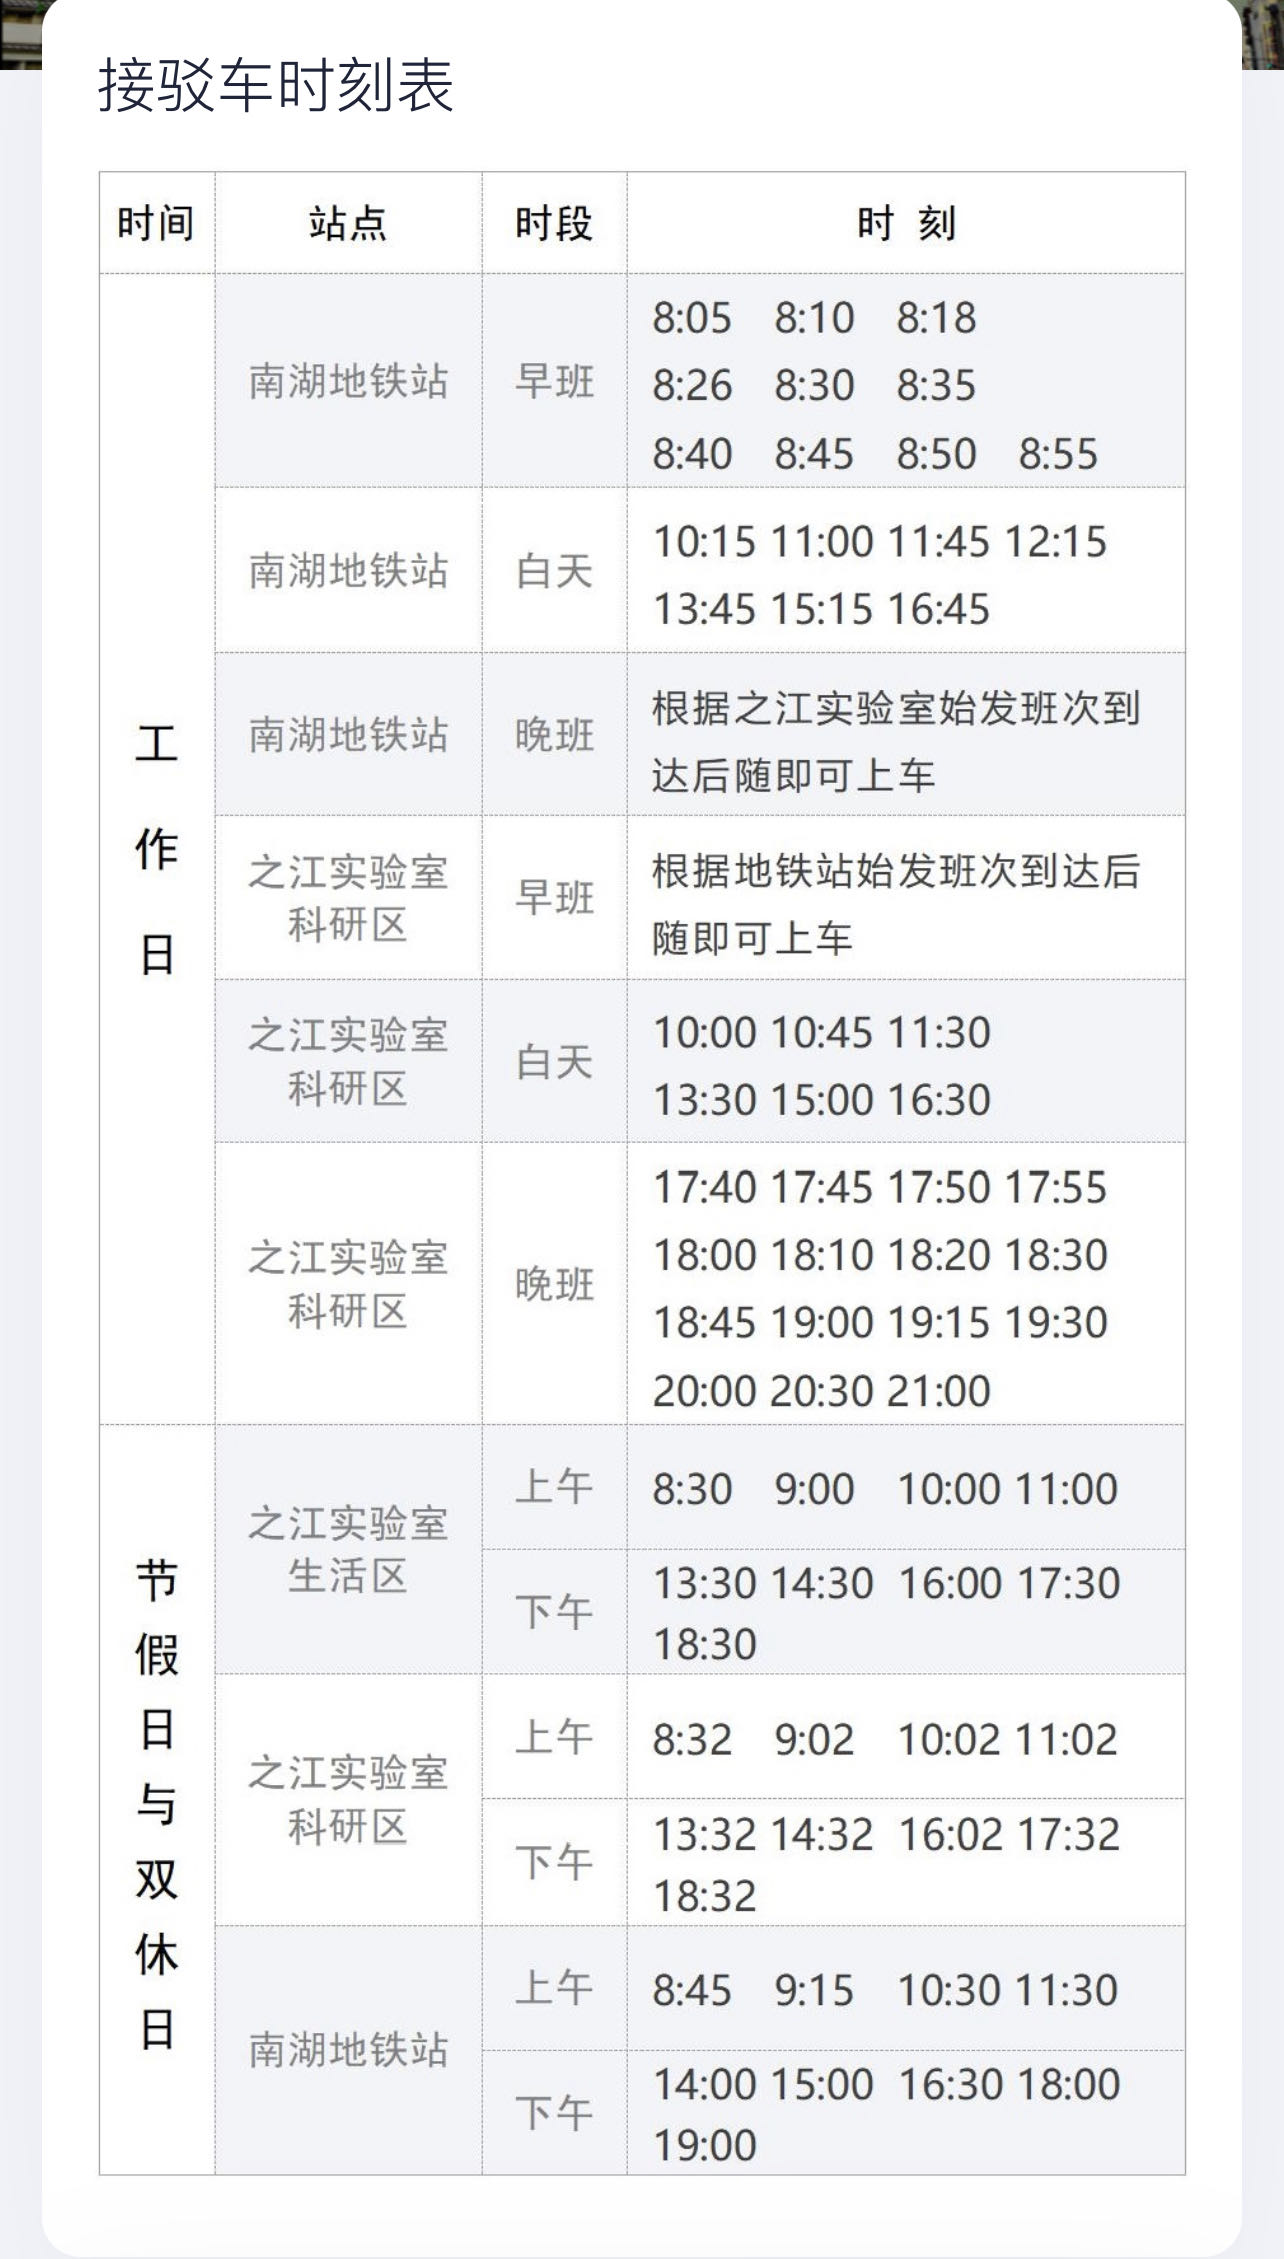 接驳车时刻表
时间 站点 时段 时 刻
工作日
南湖地铁站 早班
8:05 8:10 8:18
8:26 8:30 8:35
8:40 8:45 8:50 8:55
南湖地铁站 白天
10:15 11:00 11:45 12:15
13:45 15:15 16:45
南湖地铁站 晚班
根据之江实验室始发班次到
达后随即可上车
之江实验室
科研区
早班
根据地铁站始发班次到达后
随即可上车
之江实验室
科研区
白天
10:00 10:45 11:30
13:30 15:00 16:30
之江实验室
科研区
晚班
17:40 17:45 17:50 17:55
18:00 18:10 18:20 18:30
18:45 19:00 19:15 19:30
20:00 20:30 21:00
节假日与双休日
之江实验室
生活区
上午
8:30 9:00 10:00 11:00
下午
13:30 14:30 16:00 17:30
18:30
之江实验室
科研区
上午
8:32 9:02 10:02 11:02
下午
13:32 14:32 16:02 17:32
18:32
南湖地铁站
上午
8:45 9:15 10:30 11:30
下午
14:00 15:00 16:30 18:00
19:00